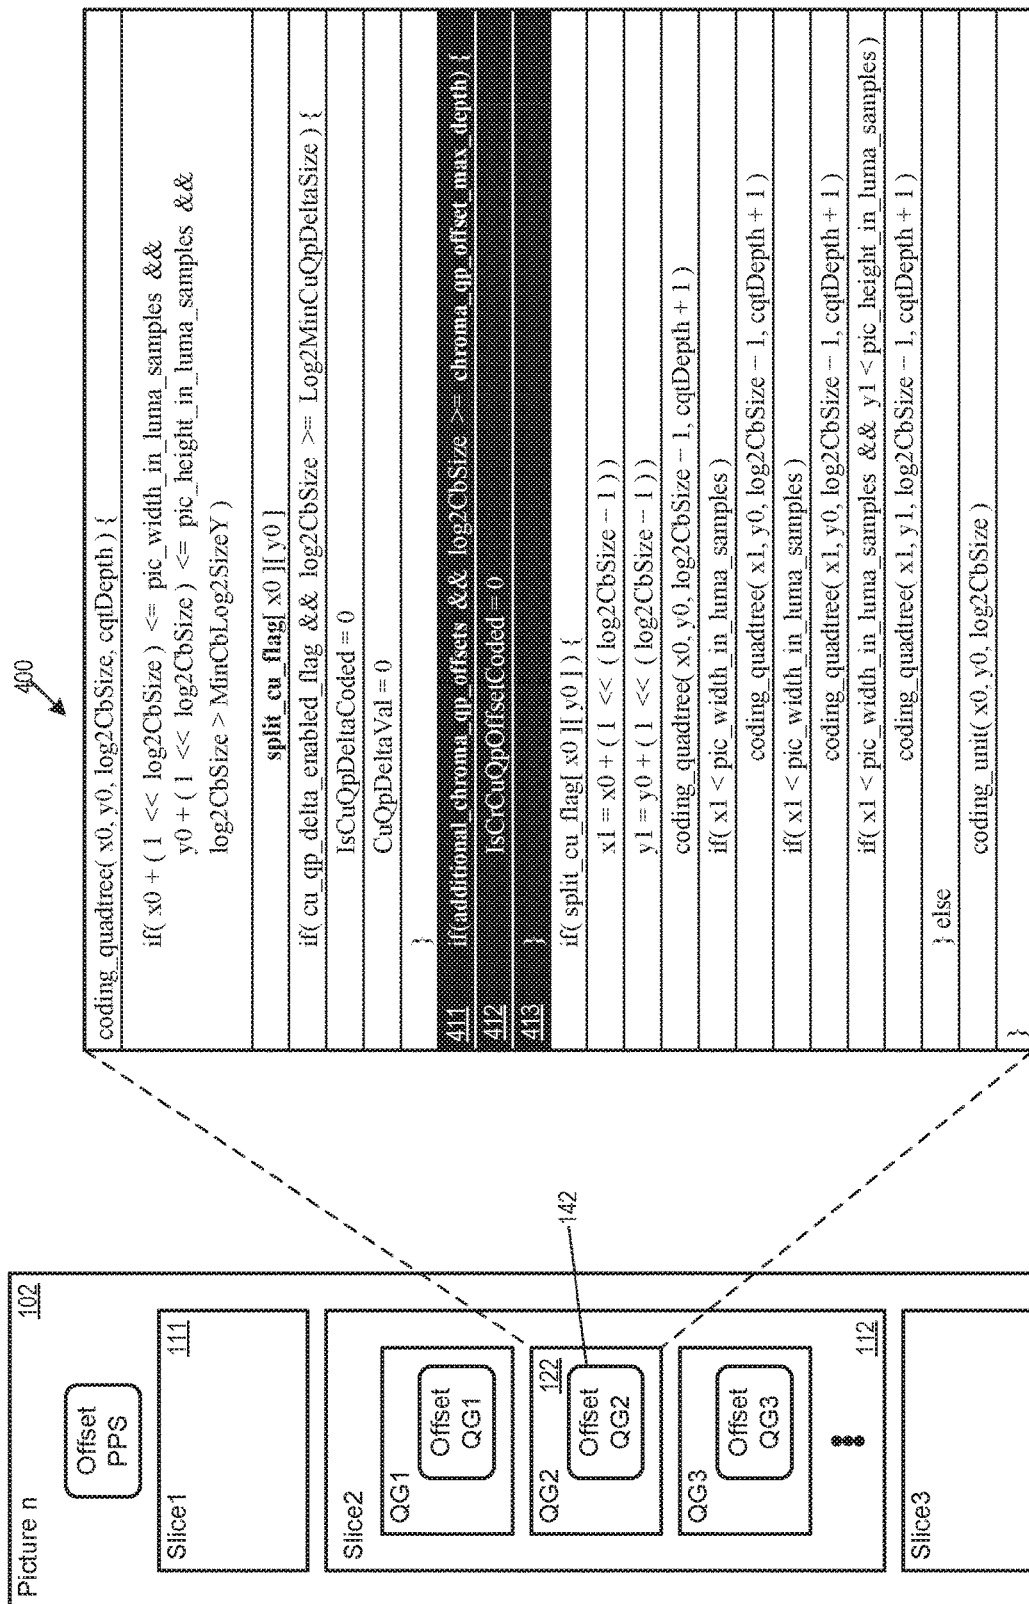 Picture n
102
Offset
PPS
Slice1
111
Slice2
QG1
Offset
QG1
QG2
122
Offset
QG2
142
QG3
Offset
QG3
112
Slice3
400
coding_quadtree( x0, y0, log2CbSize, cqtDepth ) {
if( x0 + ( 1 << log2CbSize ) <= pic_width_in_luma_samples &&
y0 + ( 1 << log2CbSize ) <= pic_height_in_luma_samples &&
log2CbSize > MinCbLog2SizeY )
split_cu_flag[ x0 ][ y0 ]
if( cu_qp_delta_enabled_flag && log2CbSize >= Log2MinCuQpDeltaSize ) {
IsCuQpDeltaCoded = 0
CuQpDeltaVal = 0
}
411 if(additional_chroma_qp_offsets && log2CbSize >= chroma_qp_offset_max_depth) {
412 IsCrCuQpOffsetCoded = 0
413 }
if( split_cu_flag[ x0 ][ y0 ] ) {
x1 = x0 + ( 1 << ( log2CbSize − 1 ) )
y1 = y0 + ( 1 << ( log2CbSize − 1 ) )
coding_quadtree( x0, y0, log2CbSize − 1, cqtDepth + 1 )
if( x1 < pic_width_in_luma_samples )
coding_quadtree( x1, y0, log2CbSize − 1, cqtDepth + 1 )
if( x1 < pic_width_in_luma_samples )
coding_quadtree( x1, y0, log2CbSize − 1, cqtDepth + 1 )
if( x1 < pic_width_in_luma_samples && y1 < pic_height_in_luma_samples )
coding_quadtree( x1, y1, log2CbSize − 1, cqtDepth + 1 )
} else
coding_unit( x0, y0, log2CbSize )
}